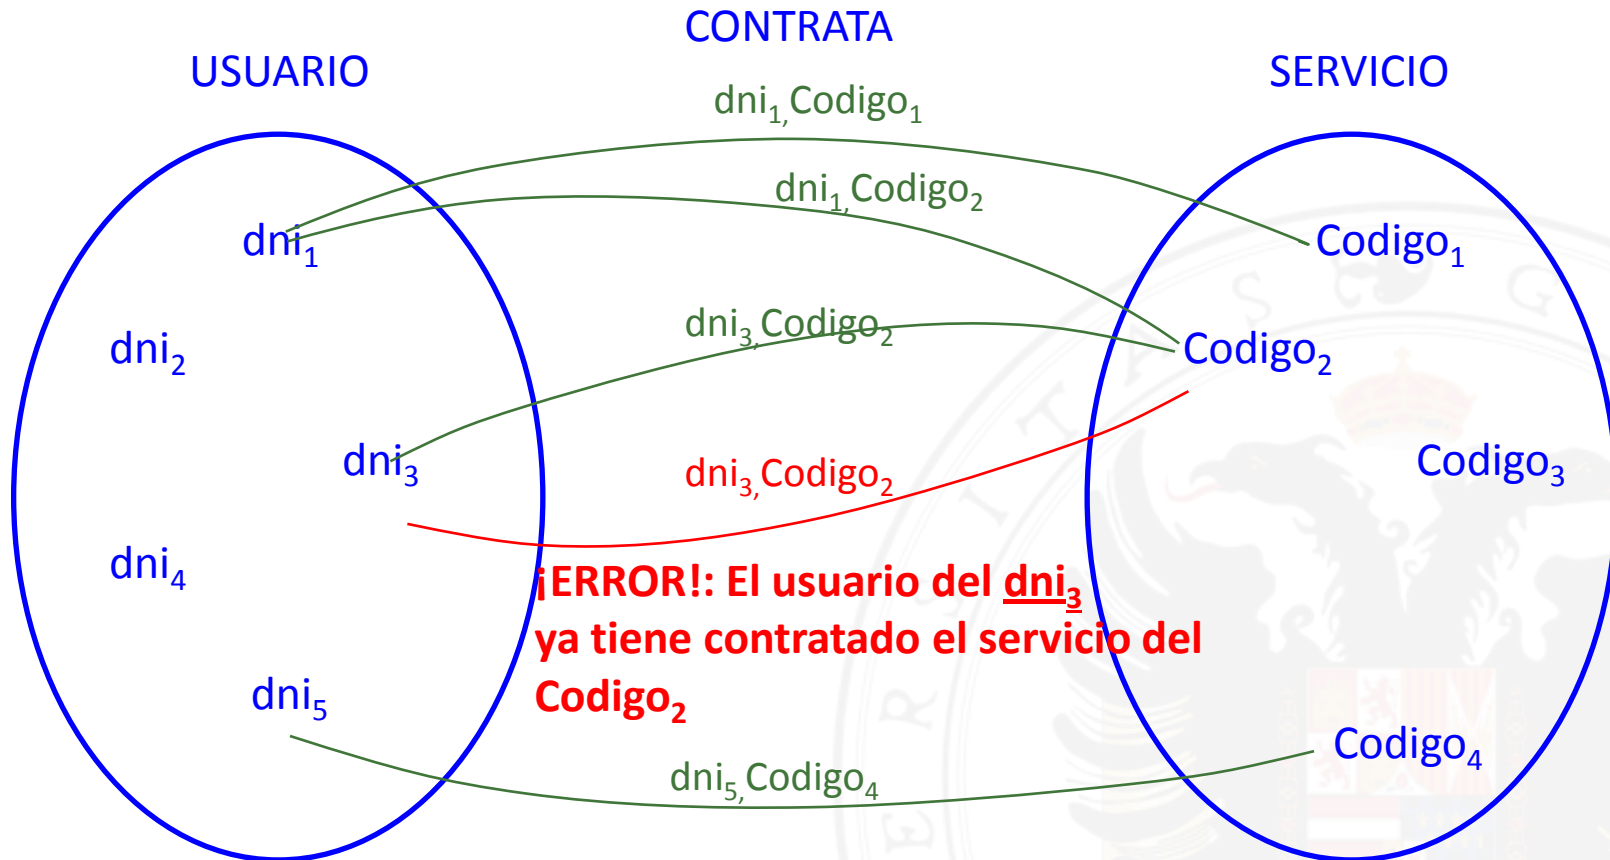 CONTRATA
USUARIO
SERVICIO
dni₁,Codigo₁
dni₁,Codigo₂
dni₁
Codigo₁
dni₃,Codigo₂
dni₂
Codigo₂
dni₃
dni₃,Codigo₂
Codigo₃
dni₄
¡ERROR!: El usuario del dni₃
ya tiene contratado el servicio del
Codigo₂
dni₅
Codigo₄
dni₅,Codigo₄
E R S I T A S G